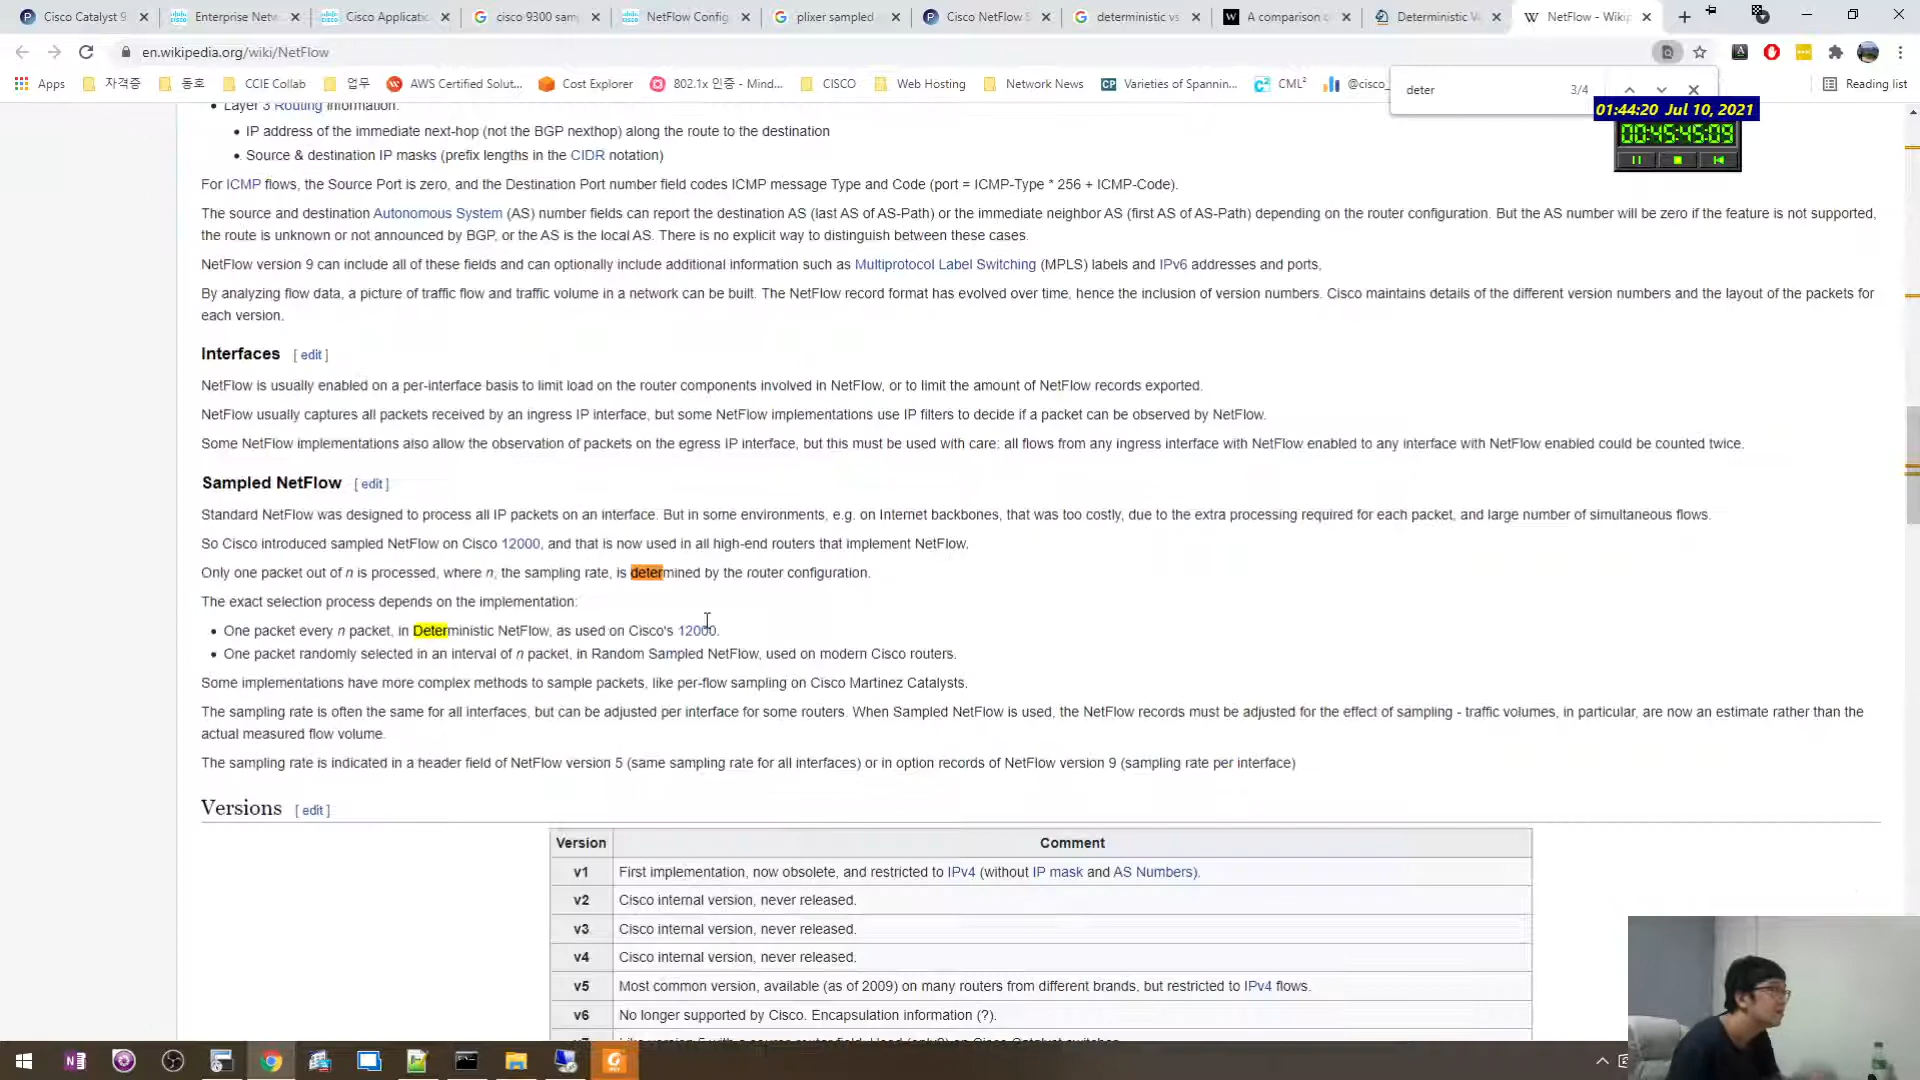 Cisco Catalyst 9
Enterprise Netw
Cisco Applicatio
cisco 9300 sam
NetFlow Config
plixer sampled
Cisco NetFlow S
deterministic vs
A comparison o
Deterministic V
NetFlow - Wikip
en.wikipedia.org/wiki/NetFlow
Apps
자격증
동호
CCIE Collab
업무
AWS Certified Solut...
Cost Explorer
802.1x 인증 - Mind...
CISCO
Web Hosting
Network News
Varieties of Spannin...
CML²
@cisco_
Reading list
deter
3/4
01:44:20 Jul 10, 2021
00:45:45:09
Layer 3 Routing information:
IP address of the immediate next-hop (not the BGP nexthop) along the route to the destination
Source & destination IP masks (prefix lengths in the CIDR notation)
For ICMP flows, the Source Port is zero, and the Destination Port number field codes ICMP message Type and Code (port = ICMP-Type * 256 + ICMP-Code).
The source and destination Autonomous System (AS) number fields can report the destination AS (last AS of AS-Path) or the immediate neighbor AS (first AS of AS-Path) depending on the router configuration. But the AS number will be zero if the feature is not supported,
the route is unknown or not announced by BGP, or the AS is the local AS. There is no explicit way to distinguish between these cases.
NetFlow version 9 can include all of these fields and can optionally include additional information such as Multiprotocol Label Switching (MPLS) labels and IPv6 addresses and ports,
By analyzing flow data, a picture of traffic flow and traffic volume in a network can be built. The NetFlow record format has evolved over time, hence the inclusion of version numbers. Cisco maintains details of the different version numbers and the layout of the packets for
each version.
Interfaces [ edit ]
NetFlow is usually enabled on a per-interface basis to limit load on the router components involved in NetFlow, or to limit the amount of NetFlow records exported.
NetFlow usually captures all packets received by an ingress IP interface, but some NetFlow implementations use IP filters to decide if a packet can be observed by NetFlow.
Some NetFlow implementations also allow the observation of packets on the egress IP interface, but this must be used with care: all flows from any ingress interface with NetFlow enabled to any interface with NetFlow enabled could be counted twice.
Sampled NetFlow [ edit ]
Standard NetFlow was designed to process all IP packets on an interface. But in some environments, e.g. on Internet backbones, that was too costly, due to the extra processing required for each packet, and large number of simultaneous flows.
So Cisco introduced sampled NetFlow on Cisco 12000, and that is now used in all high-end routers that implement NetFlow.
Only one packet out of n is processed, where n, the sampling rate, is determined by the router configuration.
The exact selection process depends on the implementation:
One packet every n packet, in Deterministic NetFlow, as used on Cisco's 12000.
One packet randomly selected in an interval of n packet, in Random Sampled NetFlow, used on modern Cisco routers.
Some implementations have more complex methods to sample packets, like per-flow sampling on Cisco Martinez Catalysts.
The sampling rate is often the same for all interfaces, but can be adjusted per interface for some routers. When Sampled NetFlow is used, the NetFlow records must be adjusted for the effect of sampling - traffic volumes, in particular, are now an estimate rather than the
actual measured flow volume.
The sampling rate is indicated in a header field of NetFlow version 5 (same sampling rate for all interfaces) or in option records of NetFlow version 9 (sampling rate per interface)
Versions [ edit ]
Version Comment
v1 First implementation, now obsolete, and restricted to IPv4 (without IP mask and AS Numbers).
v2 Cisco internal version, never released.
v3 Cisco internal version, never released.
v4 Cisco internal version, never released.
v5 Most common version, available (as of 2009) on many routers from different brands, but restricted to IPv4 flows.
v6 No longer supported by Cisco. Encapsulation information (?).